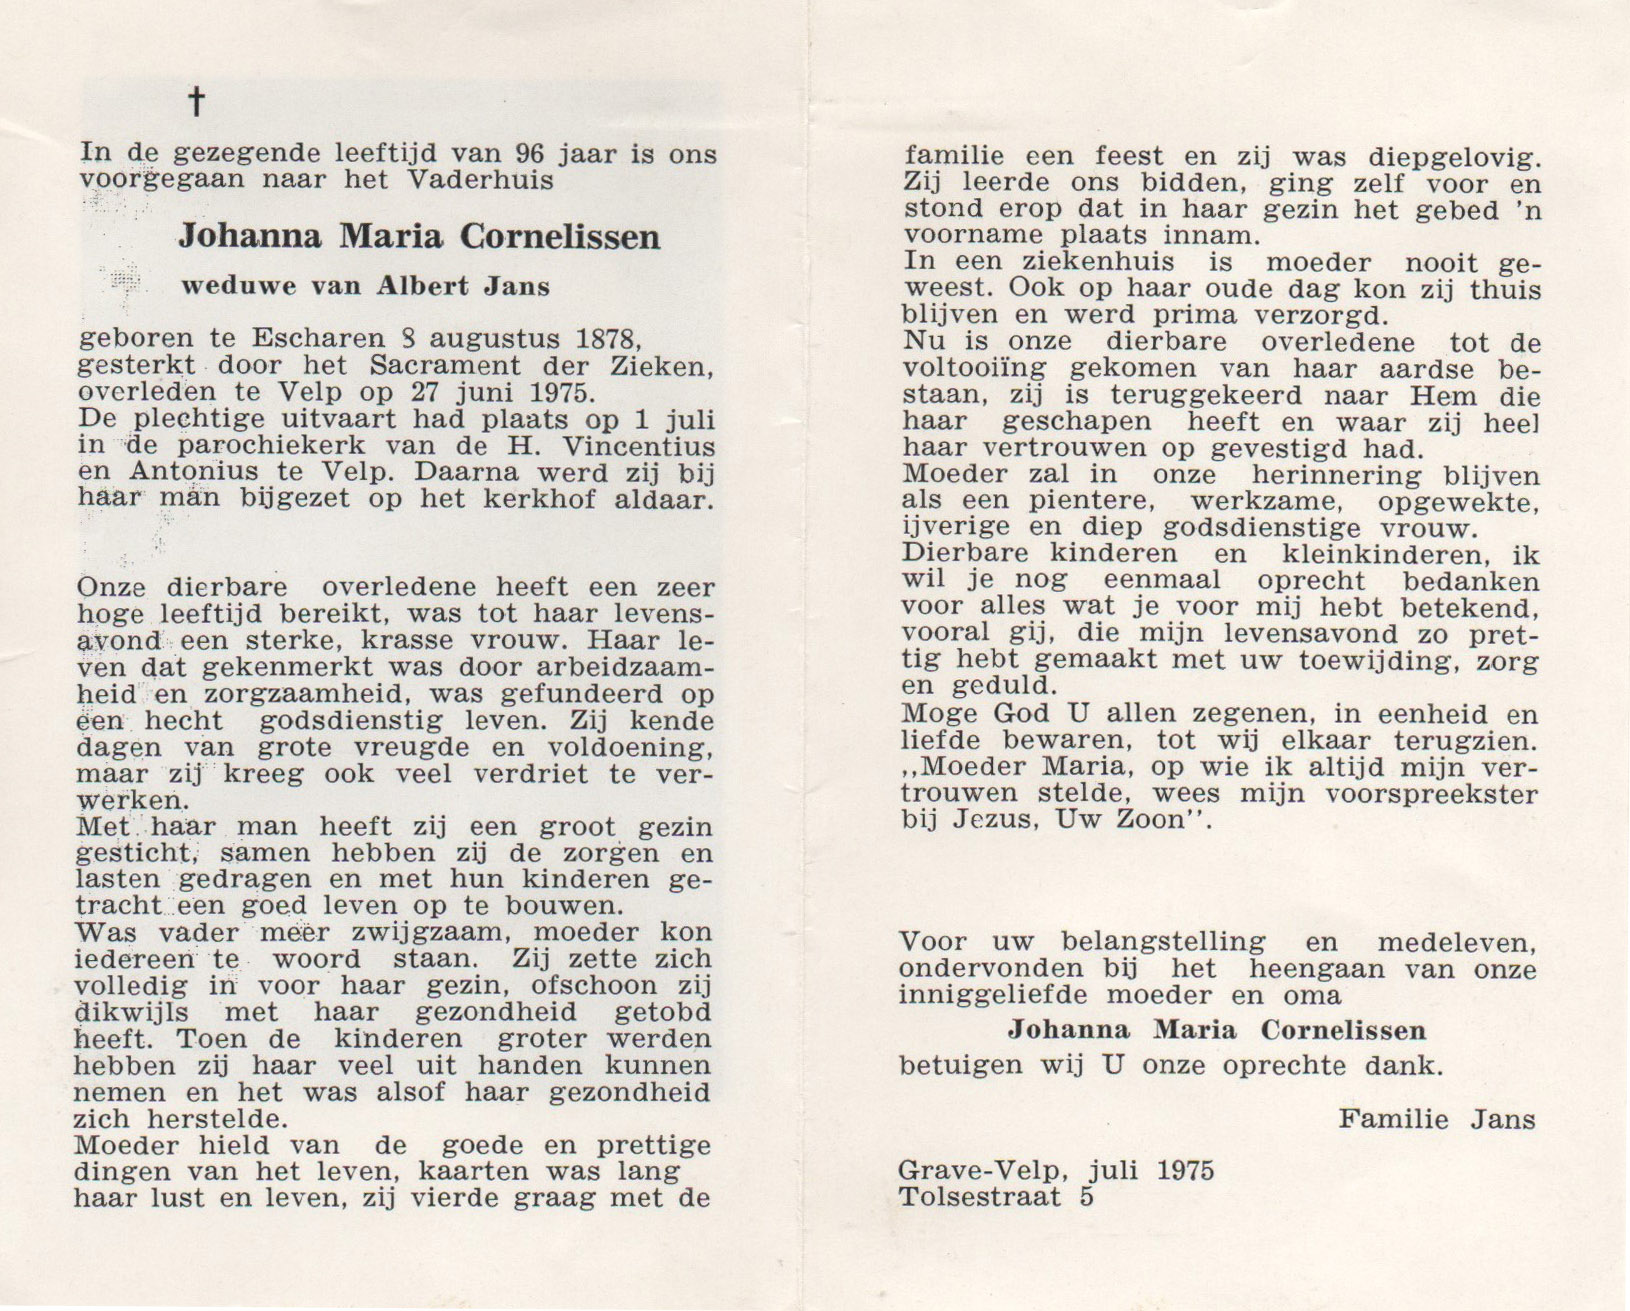 †
In de gezegende leeftijd van 96 jaar is ons
voorgegaan naar het Vaderhuis
Johanna Maria Cornelissen
weduwe van Albert Jans
geboren te Escharen 8 augustus 1878,
gesterkt door het Sacrament der Zieken,
overleden te Velp op 27 juni 1975.
De plechtige uitvaart had plaats op 1 juli
in de parochiekerk van de H. Vincentius
en Antonius te Velp. Daarna werd zij bij
haar man bijgezet op het kerkhof aldaar.
Onze dierbare overledene heeft een zeer
hoge leeftijd bereikt, was tot haar levens-
avond een sterke, krasse vrouw. Haar le-
ven dat gekenmerkt was door arbeidzaam-
heid en zorgzaamheid, was gefundeerd op
een hecht godsdienstig leven. Zij kende
dagen van grote vreugde en voldoening,
maar zij kreeg ook veel verdriet te ver-
werken.
Met haar man heeft zij een groot gezin
gesticht, samen hebben zij de zorgen en
lasten gedragen en met hun kinderen ge-
tracht een goed leven op te bouwen.
Was vader meer zwijgzaam, moeder kon
iedereen te woord staan. Zij zette zich
volledig in voor haar gezin, ofschoon zij
dikwijls met haar gezondheid getobd
heeft. Toen de kinderen groter werden
hebben zij haar veel uit handen kunnen
nemen en het was alsof haar gezondheid
zich herstelde.
Moeder hield van de goede en prettige
dingen van het leven, kaarten was lang
haar lust en leven, zij vierde graag met de
familie een feest en zij was diepgelovig.
Zij leerde ons bidden, ging zelf voor en
stond erop dat in haar gezin het gebed 'n
voorname plaats innam.
In een ziekenhuis is moeder nooit ge-
weest. Ook op haar oude dag kon zij thuis
blijven en werd prima verzorgd.
Nu is onze dierbare overledene tot de
voltooiïng gekomen van haar aardse be-
staan, zij is teruggekeerd naar Hem die
haar geschapen heeft en waar zij heel
haar vertrouwen op gevestigd had.
Moeder zal in onze herinnering blijven
als een pientere, werkzame, opgewekte,
ijverige en diep godsdienstige vrouw.
Dierbare kinderen en kleinkinderen, ik
wil je nog eenmaal oprecht bedanken
voor alles wat je voor mij hebt betekend,
vooral gij, die mijn levensavond zo pret-
tig hebt gemaakt met uw toewijding, zorg
en geduld.
Moge God U allen zegenen, in eenheid en
liefde bewaren, tot wij elkaar terugzien.
,,Moeder Maria, op wie ik altijd mijn ver-
trouwen stelde, wees mijn voorspreekster
bij Jezus, Uw Zoon''.
Voor uw belangstelling en medeleven,
ondervonden bij het heengaan van onze
inniggeliefde moeder en oma
Johanna Maria Cornelissen
betuigen wij U onze oprechte dank.
Familie Jans
Grave-Velp, juli 1975
Tolsestraat 5